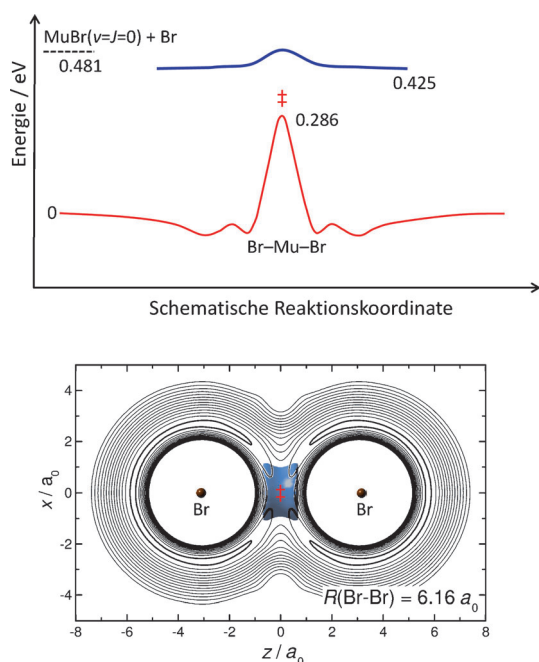 MuBr(v=J=0) + Br
0.481
0.425
‡
0.286
0
Br–Mu–Br
Energie / eV
Schematische Reaktionskoordinate
4
2
0
-2
-4
x / a₀
Br
‡
Br
R(Br-Br) = 6.16 a₀
-8 -6 -4 -2 0 2 4 6 8
z / a₀